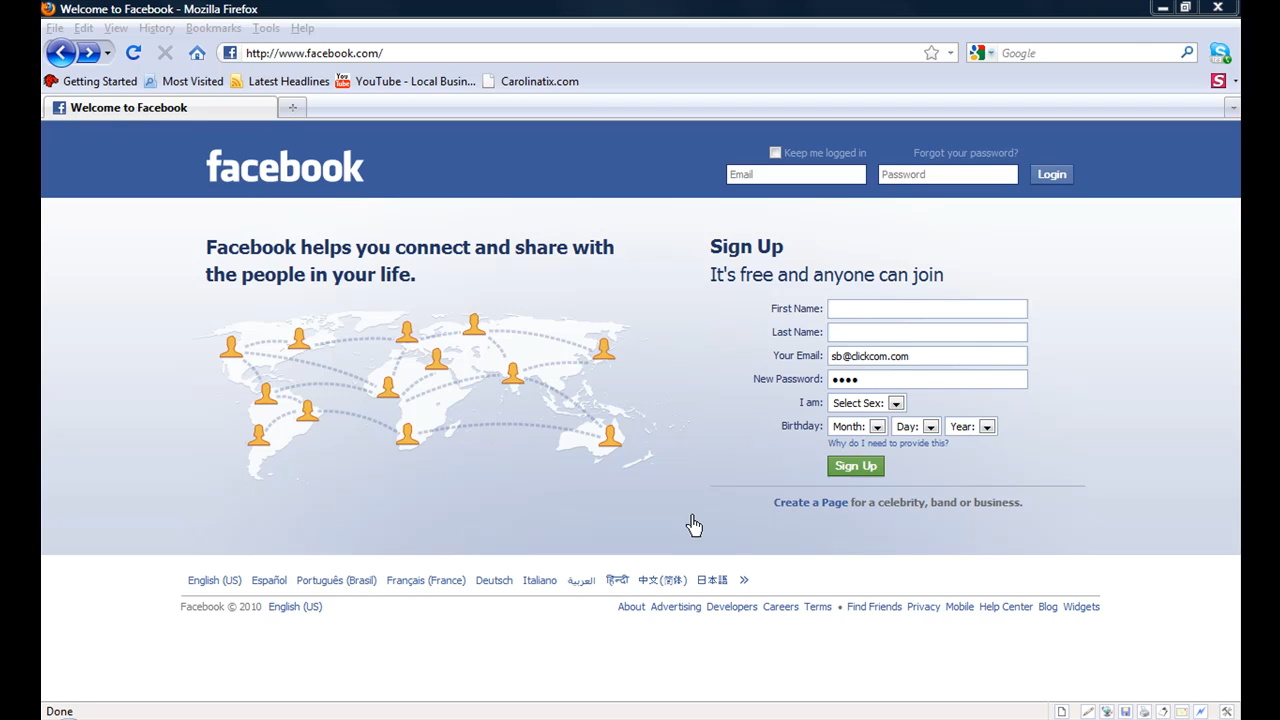 Welcome to Facebook - Mozilla Firefox
File Edit View History Bookmarks Tools Help
http://www.facebook.com/
Google
Getting Started Most Visited Latest Headlines YouTube - Local Busin... Carolinatix.com
Welcome to Facebook
facebook
Keep me logged in Forgot your password?
Email Password Login
Facebook helps you connect and share with
the people in your life.
Sign Up
It's free and anyone can join
First Name:
Last Name:
Your Email: sb@clickcom.com
New Password: ••••
I am: Select Sex:
Birthday: Month: Day: Year:
Why do I need to provide this?
Sign Up
Create a Page for a celebrity, band or business.
English (US) Español Português (Brasil) Français (France) Deutsch Italiano العربية हिन्दी 中文(简体) 日本語 »
Facebook © 2010 English (US)
About Advertising Developers Careers Terms • Find Friends Privacy Mobile Help Center Blog Widgets
Done